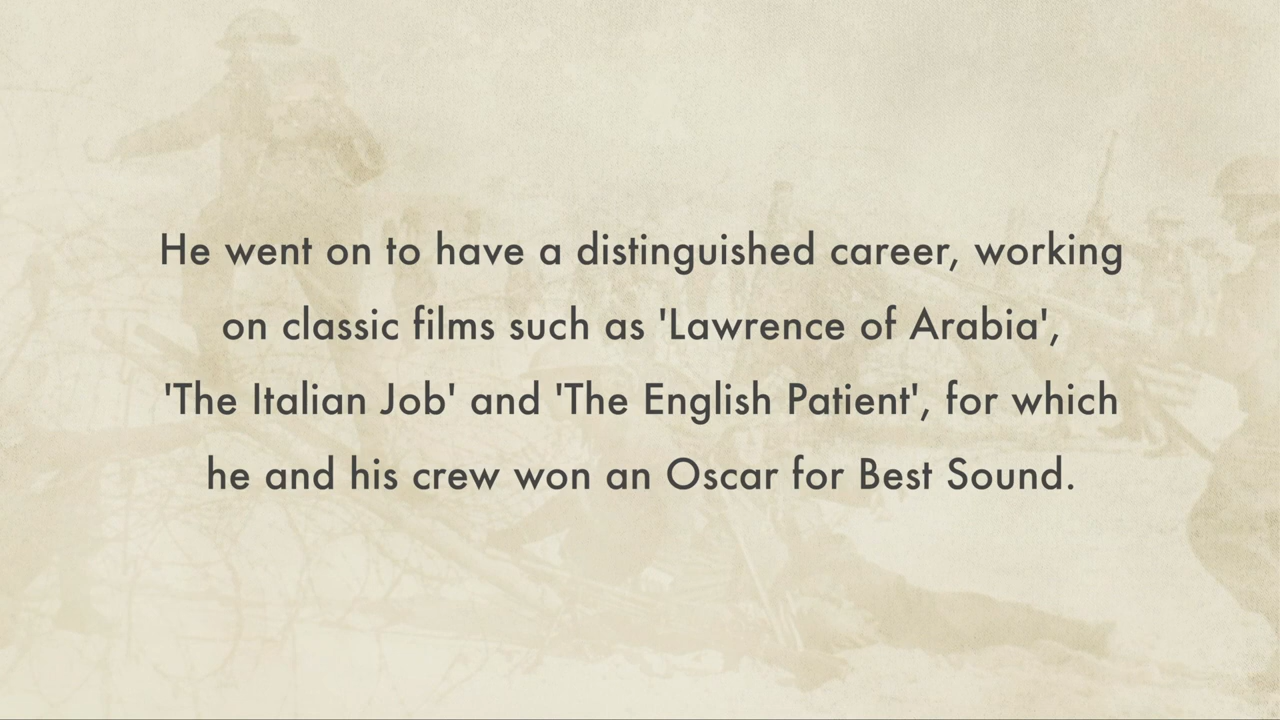 He went on to have a distinguished career, working
on classic films such as 'Lawrence of Arabia',
'The Italian Job' and 'The English Patient', for which
he and his crew won an Oscar for Best Sound.